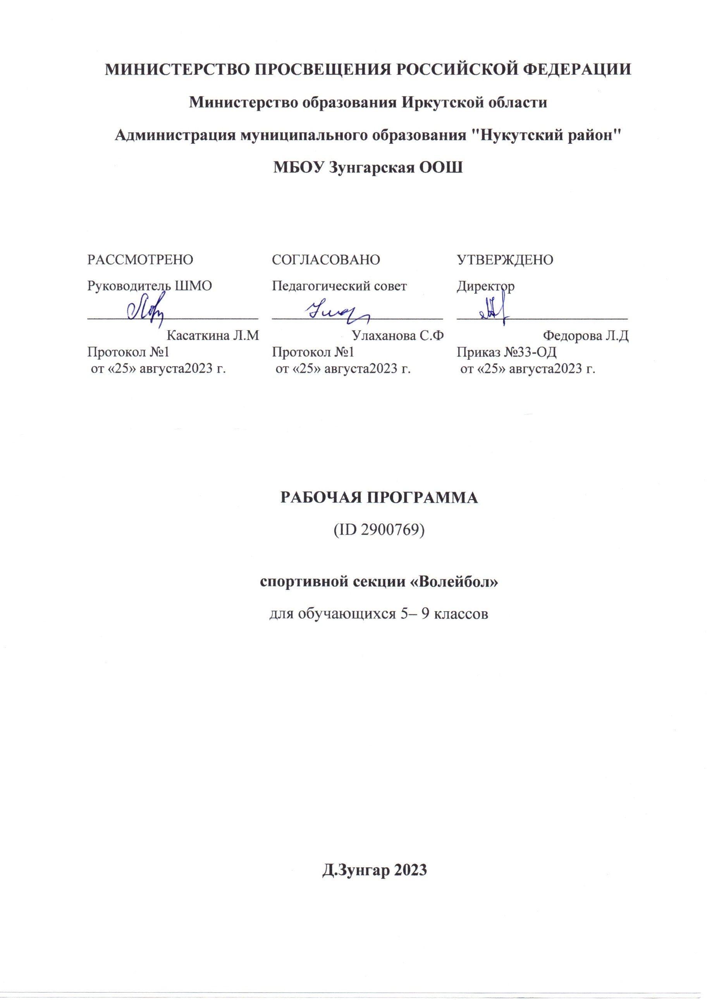 МИНИСТЕРСТВО ПРОСВЕЩЕНИЯ РОССИЙСКОЙ ФЕДЕРАЦИИ
Министерство образования Иркутской области
Администрация муниципального образования "Нукутский район"
МБОУ Зунгарская ООШ
РАССМОТРЕНО
Руководитель ШМО
Касаткина Л.М
Протокол №1
от «25» августа2023 г.
СОГЛАСОВАНО
Педагогический совет
Улаханова С.Ф
Протокол №1
от «25» августа2023 г.
УТВЕРЖДЕНО
Директор
Федорова Л.Д
Приказ №33-ОД
от «25» августа2023 г.
РАБОЧАЯ ПРОГРАММА
(ID 2900769)
спортивной секции «Волейбол»
для обучающихся 5– 9 классов
Д.Зунгар 2023